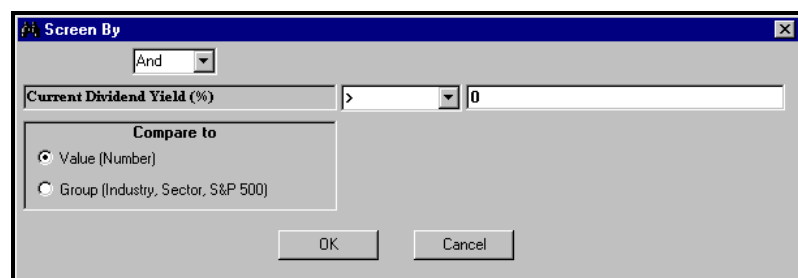 Screen By
And
Current Dividend Yield (%) > 0
Compare to
Value (Number)
Group (Industry, Sector, S&P 500)
OK Cancel